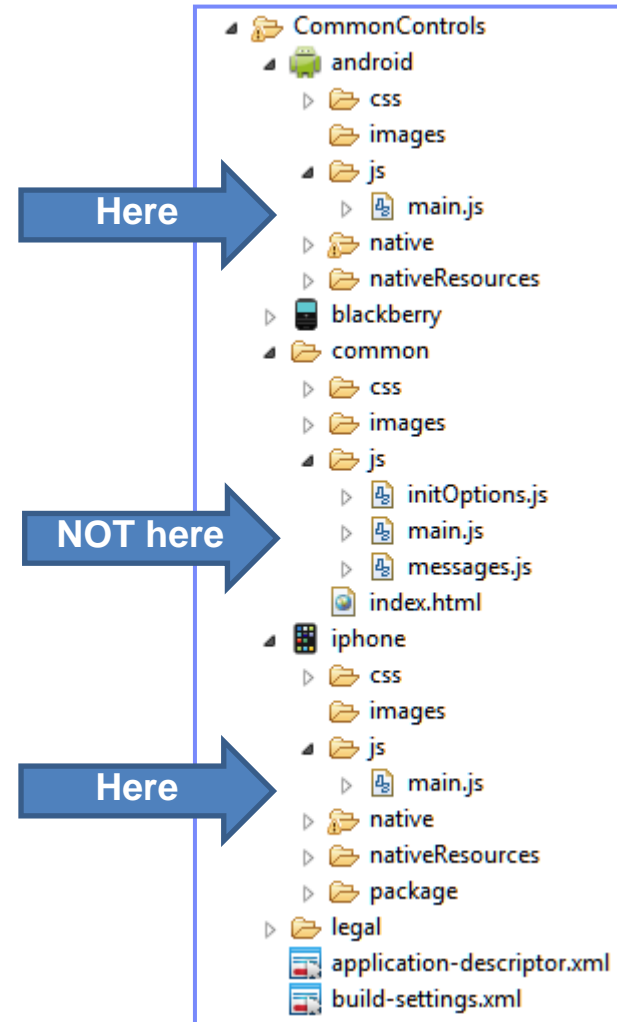 CommonControls
android
css
images
js
Here
main.js
native
nativeResources
blackberry
common
css
images
js
initOptions.js
NOT here
main.js
messages.js
index.html
iphone
css
images
js
Here
main.js
native
nativeResources
package
legal
application-descriptor.xml
build-settings.xml